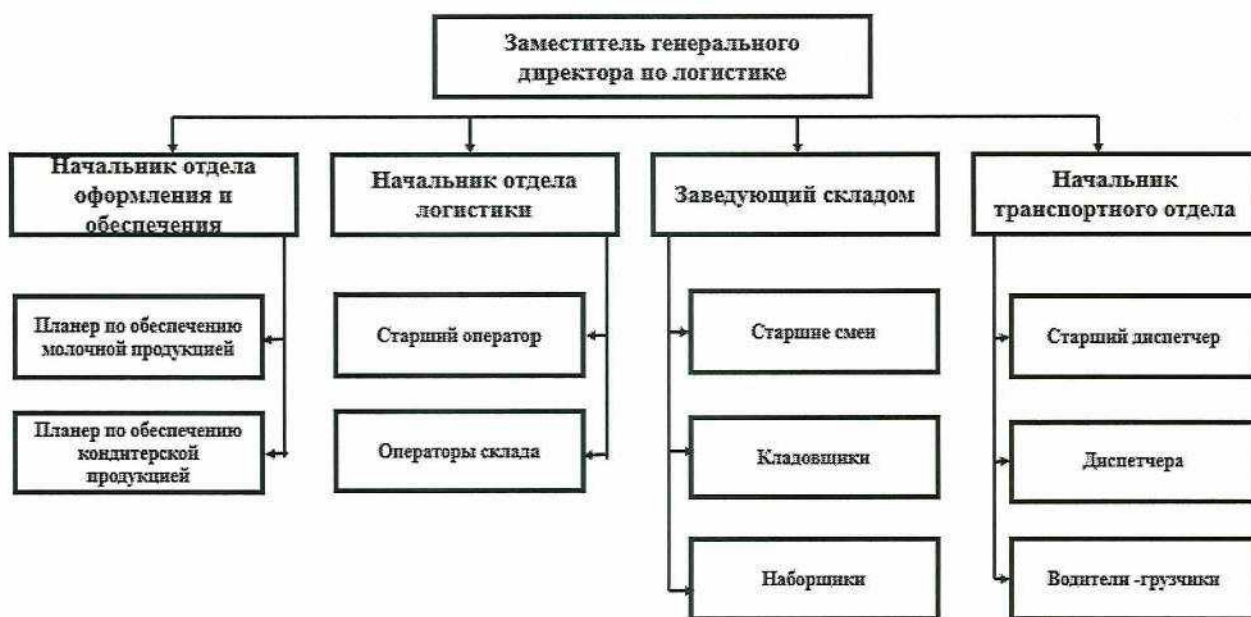 Заместитель генерального
директора по логистике
Начальник отдела
оформления и
обеспечения
Начальник отдела
логистики
Заведующий складом
Начальник
транспортного отдела
Планер по обеспечению
молочной продукцией
Старший оператор
Старшие смен
Старший диспетчер
Планер по обеспечению
кондитерской
продукцией
Операторы склада
Кладовщики
Диспетчера
Наборщики
Водители -грузчики